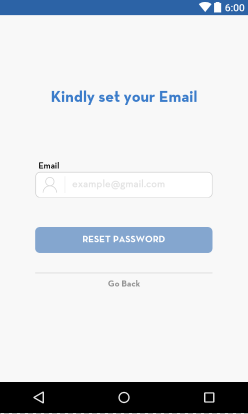 6:00
Kindly set your Email
Email
example@gmail.com
RESET PASSWORD
Go Back